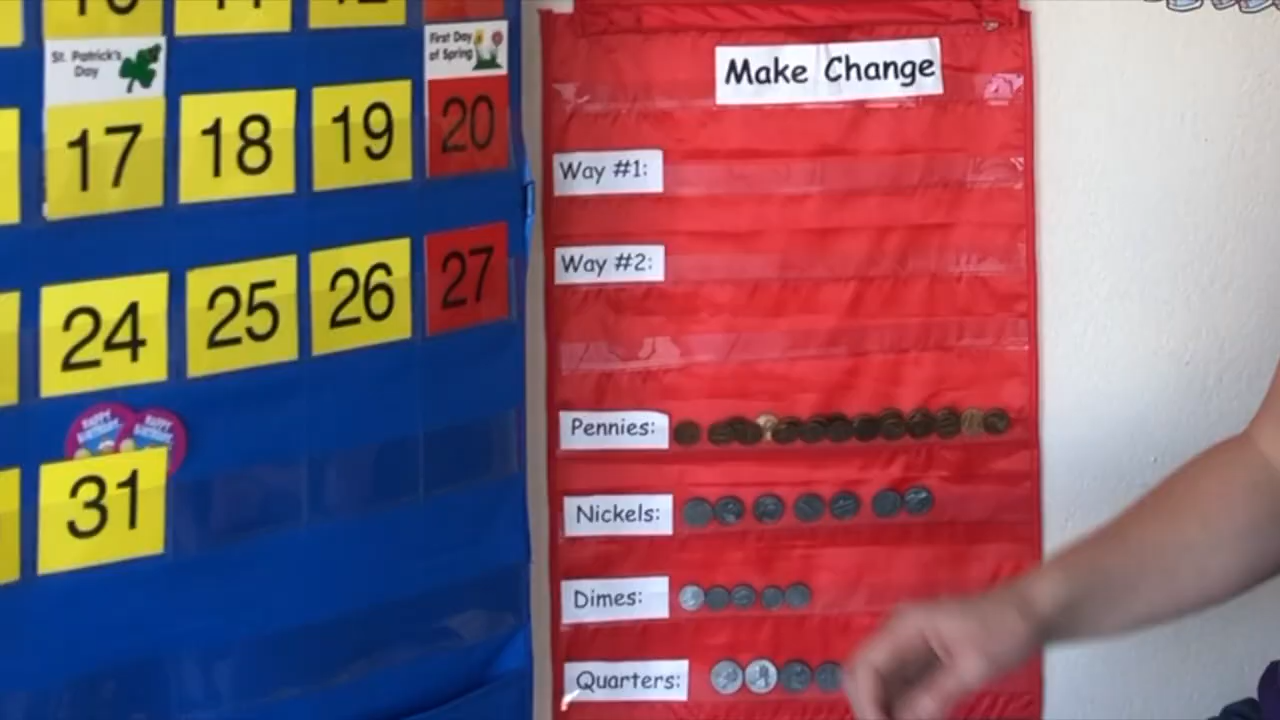 St. Patrick's
Day
First Day
of Spring
17
18
19
20
24
25
26
27
31
Make Change
Way #1:
Way #2:
Pennies:
Nickels:
Dimes:
Quarters: